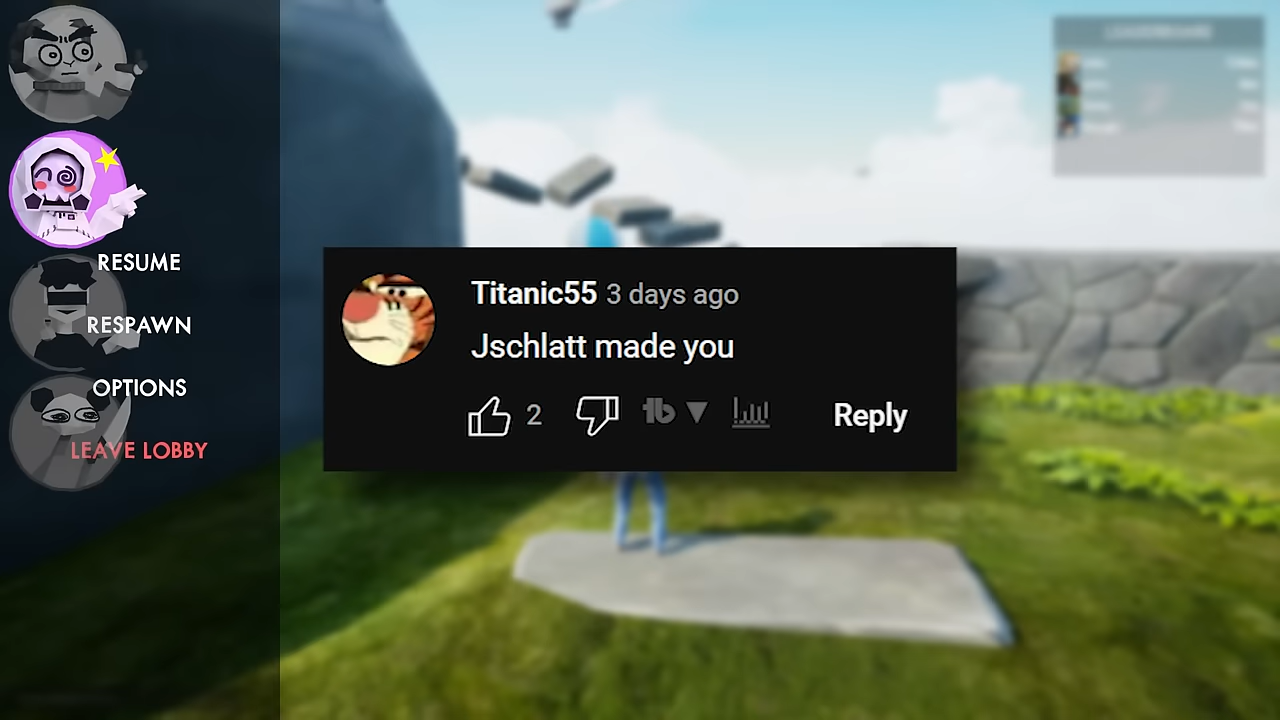 RESUME
RESPAWN
OPTIONS
LEAVE LOBBY
Titanic55 3 days ago
Jschlatt made you
2
Reply